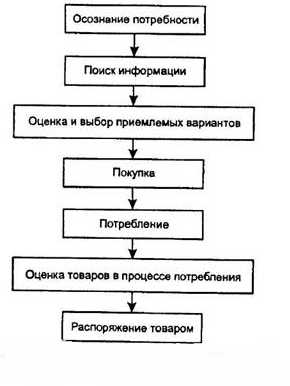 Осознание потребности
Поиск информации
Оценка и выбор приемлемых вариантов
Покупка
Потребление
Оценка товаров в процессе потребления
Распоряжение товаром